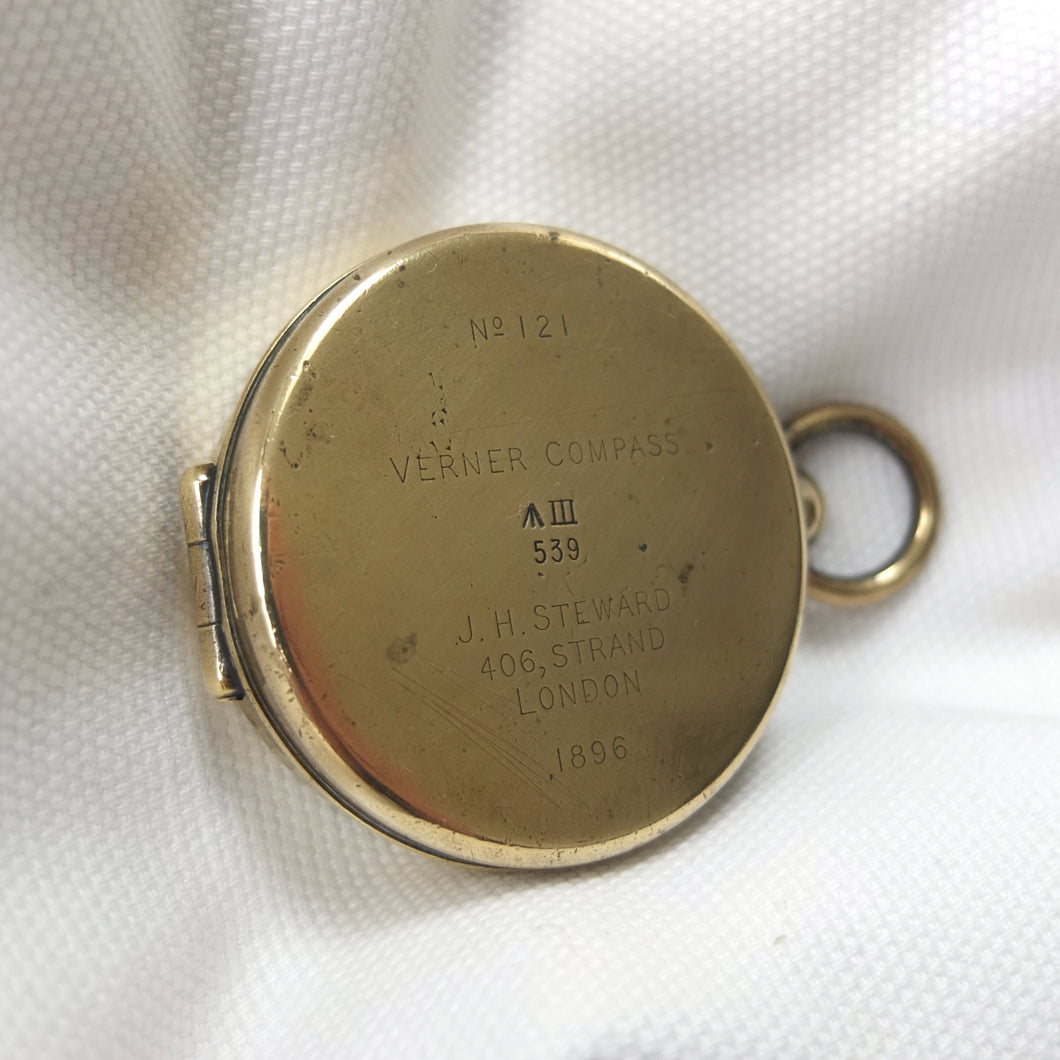 Nº 121
VERNER COMPASS
III
539
J. H. STEWARD
406, STRAND
LONDON
1896